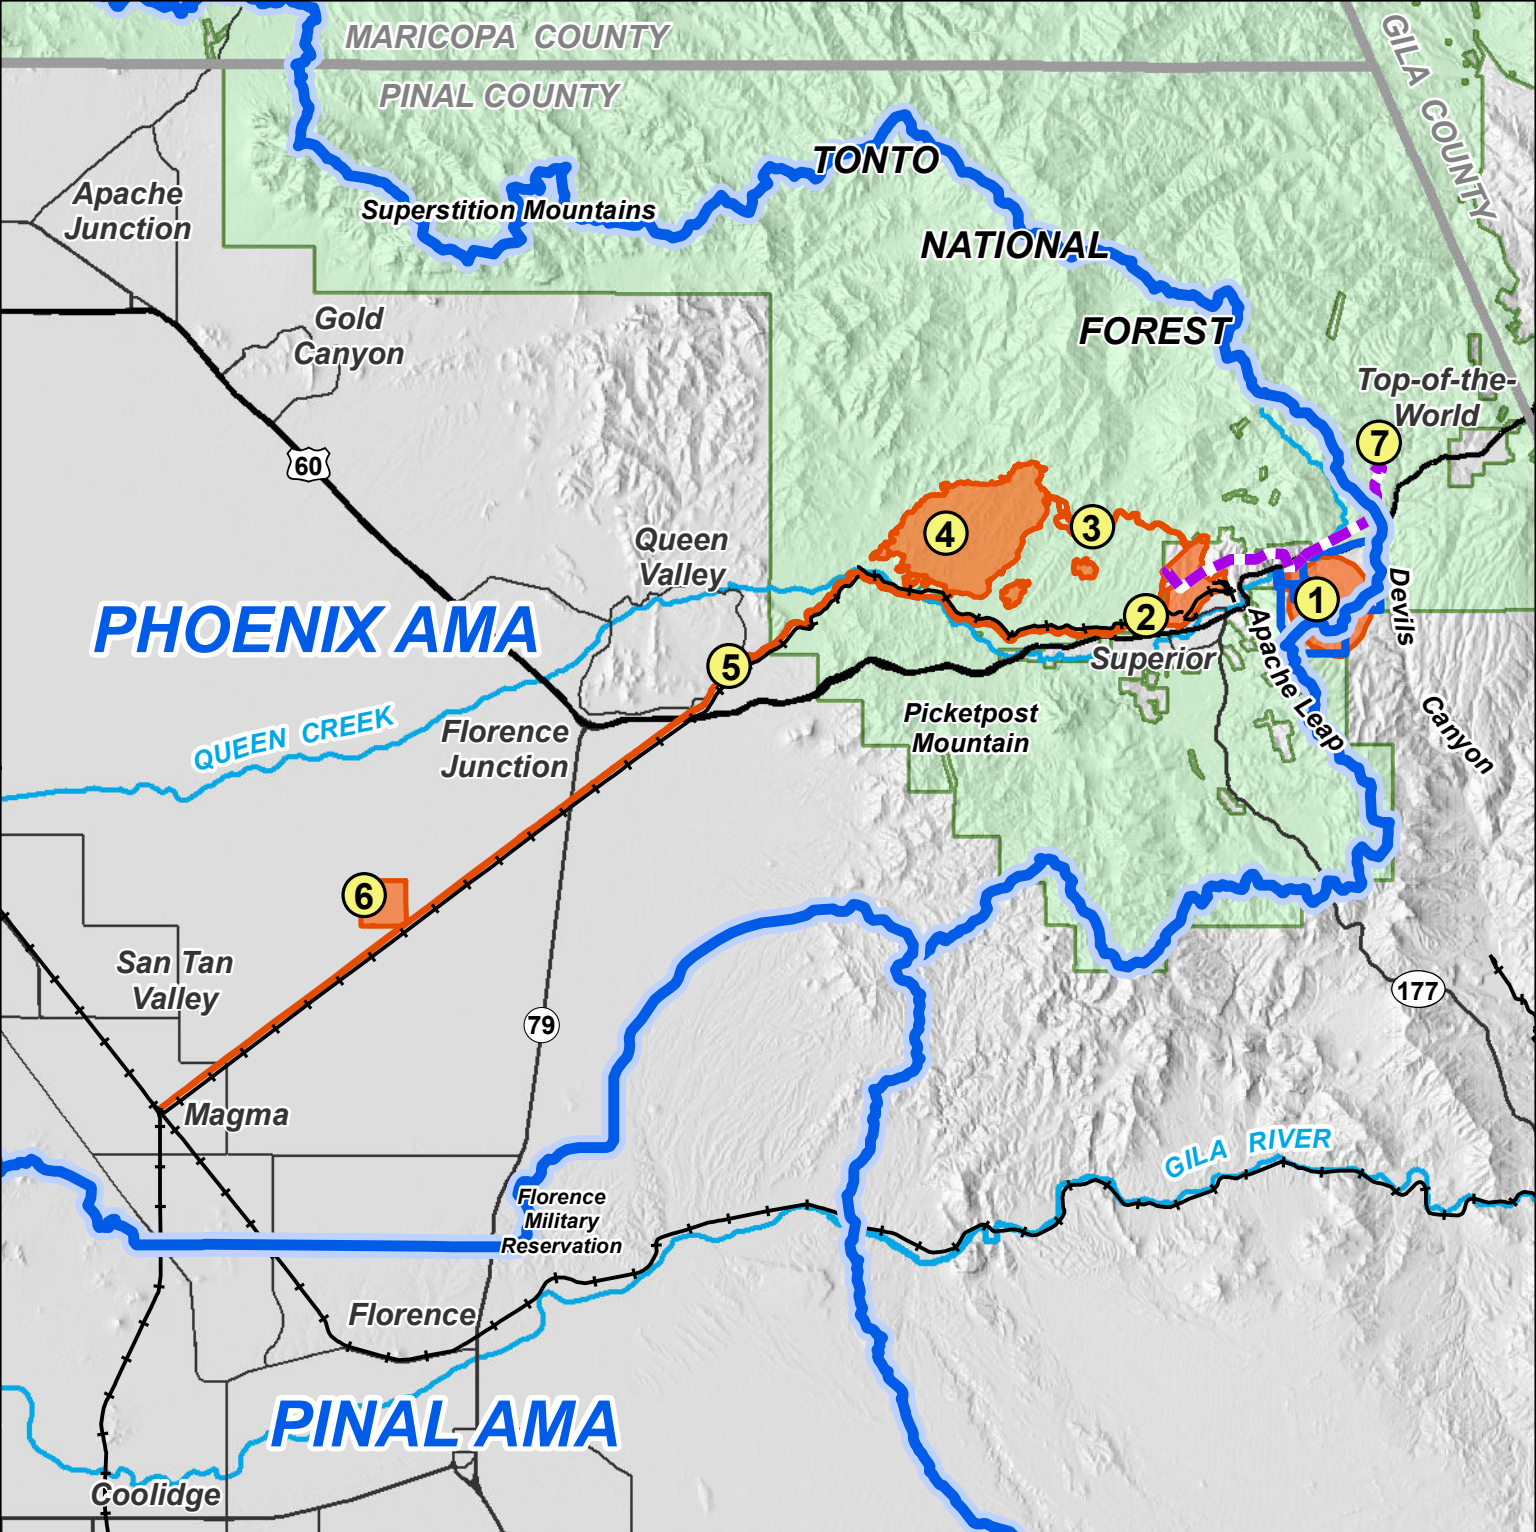 MARICOPA COUNTY
PINAL COUNTY
GILA COUNTY
TONTO
NATIONAL
FOREST
Apache
Junction
Superstition Mountains
Gold
Canyon
Top-of-the-
World
60
7
4
3
Queen
Valley
PHOENIX AMA
1
2
Devils
Canyon
Apache Leap
Superior
5
QUEEN CREEK
Florence
Junction
Picketpost
Mountain
6
San Tan
Valley
177
79
Magma
GILA RIVER
Florence
Military
Reservation
Florence
PINAL AMA
Coolidge